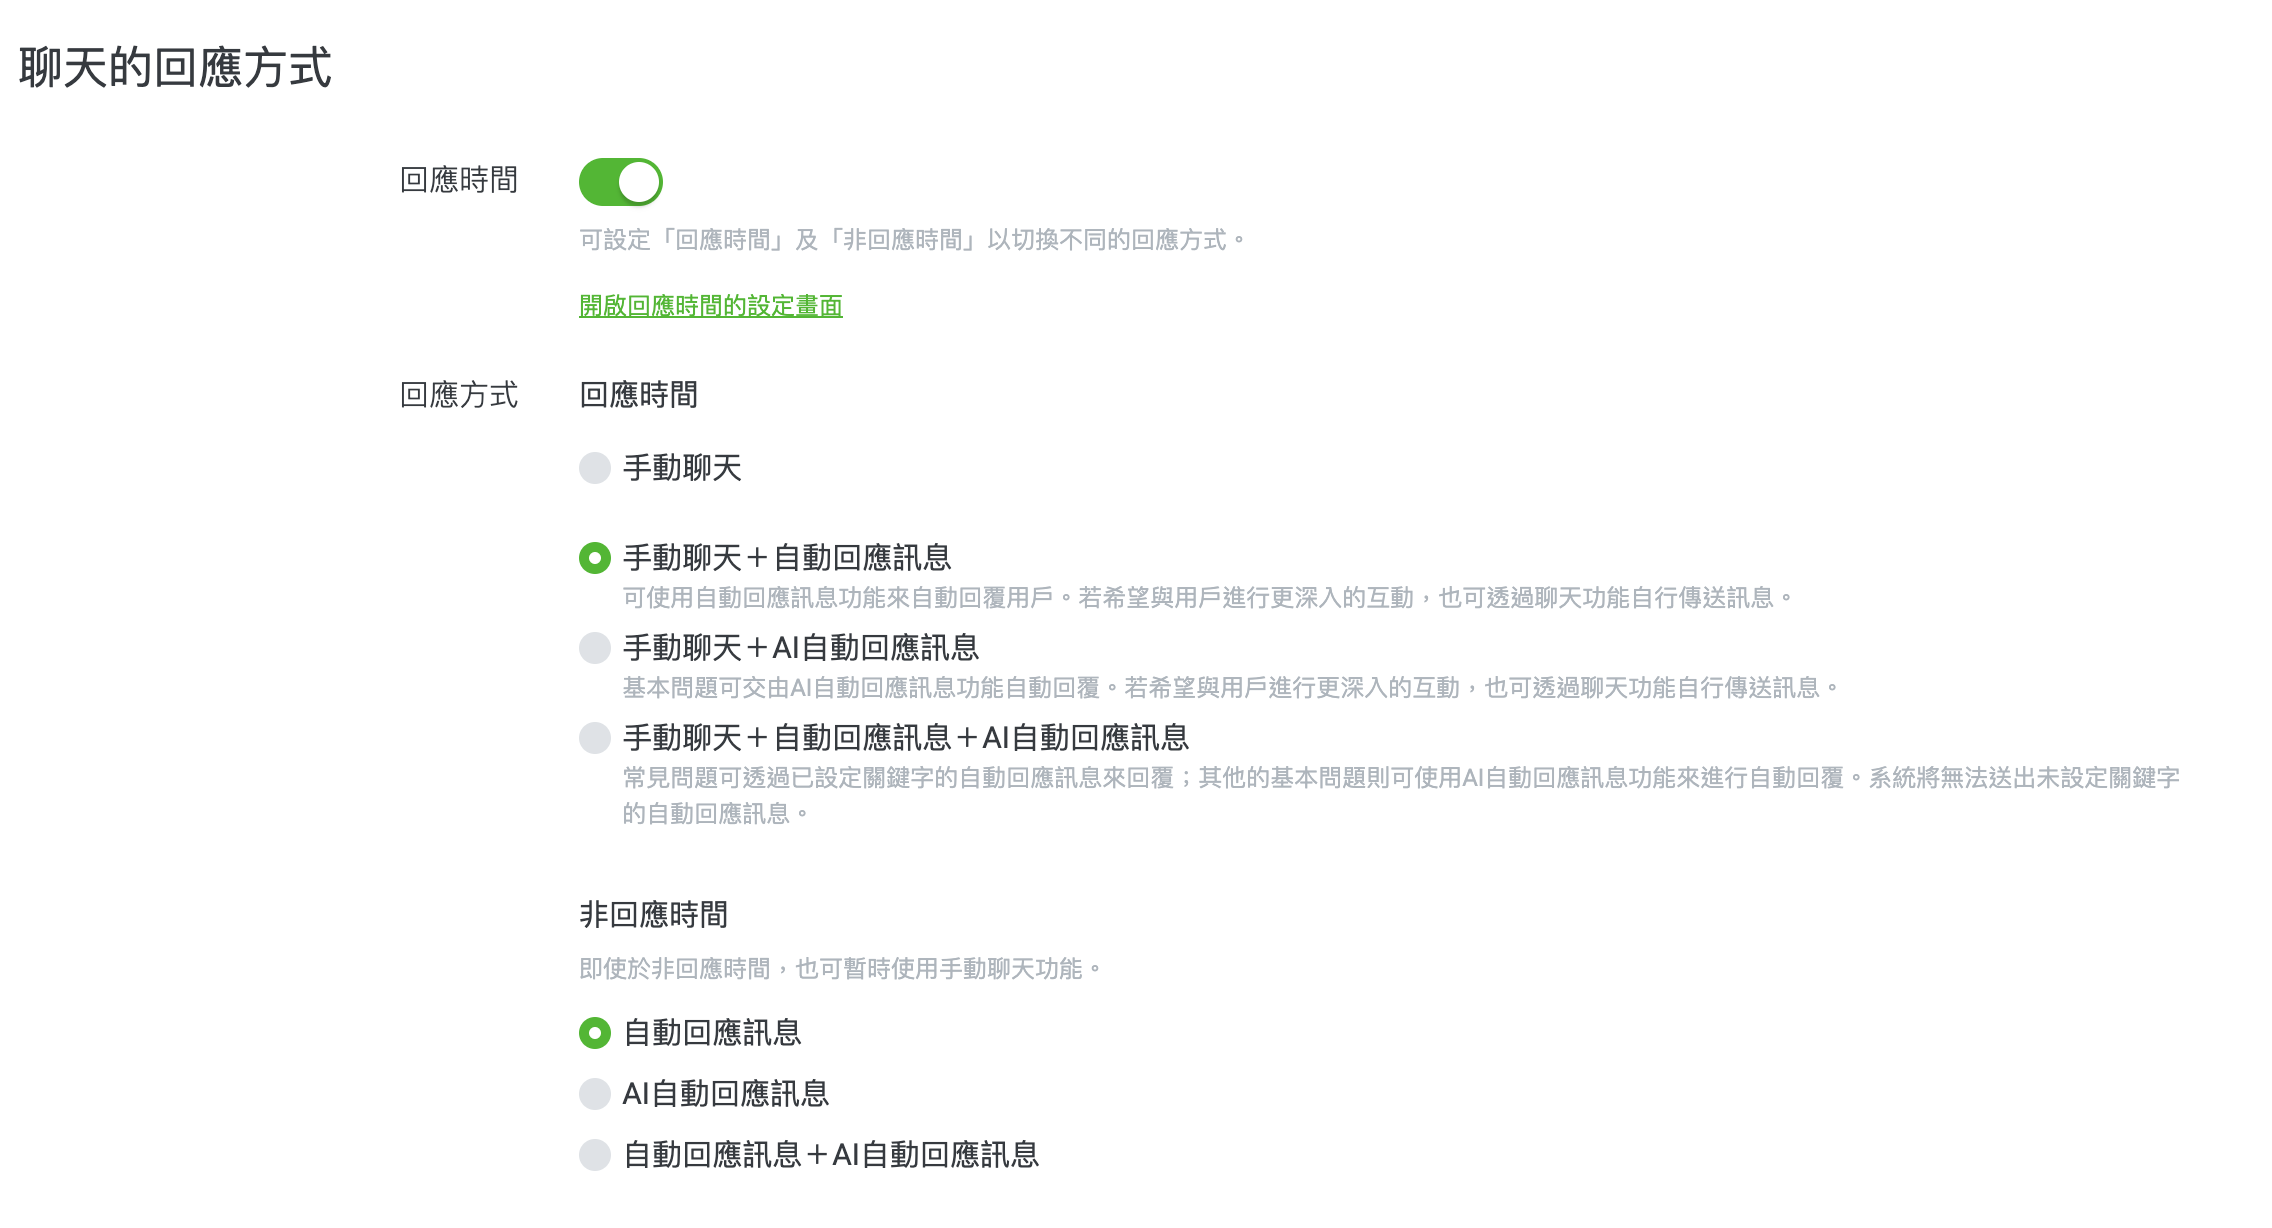 聊天的回應方式
回應時間
可設定「回應時間」及「非回應時間」以切換不同的回應方式。
開啟回應時間的設定畫面
回應方式
回應時間
手動聊天
手動聊天＋自動回應訊息
可使用自動回應訊息功能來自動回覆用戶。若希望與用戶進行更深入的互動，也可透過聊天功能自行傳送訊息。
手動聊天＋AI自動回應訊息
基本問題可交由AI自動回應訊息功能自動回覆。若希望與用戶進行更深入的互動，也可透過聊天功能自行傳送訊息。
手動聊天＋自動回應訊息＋AI自動回應訊息
常見問題可透過已設定關鍵字的自動回應訊息來回覆；其他的基本問題則可使用AI自動回應訊息功能來進行自動回覆。系統將無法送出未設定關鍵字
的自動回應訊息。
非回應時間
即使於非回應時間，也可暫時使用手動聊天功能。
自動回應訊息
AI自動回應訊息
自動回應訊息＋AI自動回應訊息